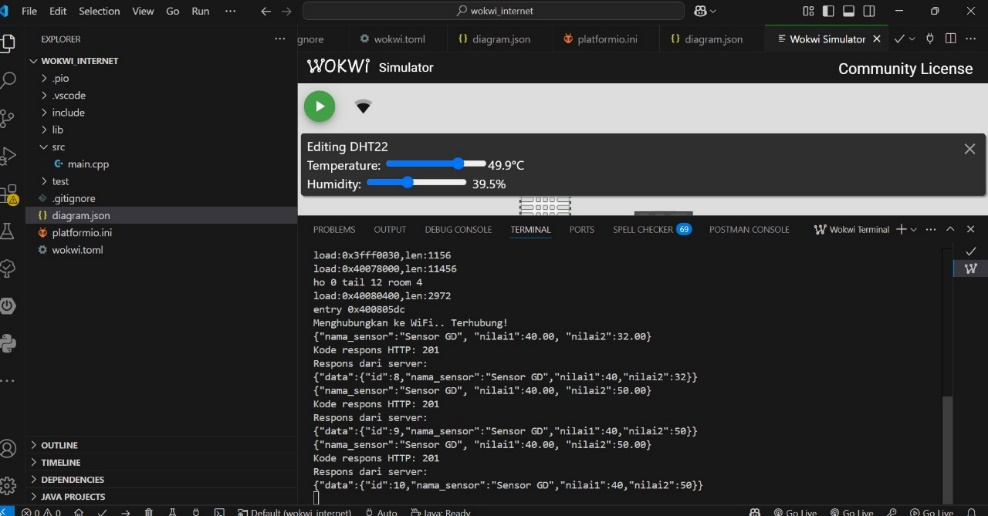 File Edit Selection View Go Run ··· wokwi_internet
EXPLORER ···
gnore wokwi.toml diagram.json platformio.ini diagram.json Wokwi Simulator
WOKWI_INTERNET
.pio
.vscode
include
lib
src
main.cpp
test
.gitignore
diagram.json
platformio.ini
wokwi.toml
OUTLINE
TIMELINE
DEPENDENCIES
JAVA PROJECTS
WOKWI Simulator Community License
Editing DHT22
Temperature: 49.9°C
Humidity: 39.5%
PROBLEMS OUTPUT DEBUG CONSOLE TERMINAL PORTS SPELL CHECKER 69 POSTMAN CONSOLE Wokwi Terminal
load:0x3fff0030,len:1156
load:0x40078000,len:11456
ho 0 tail 12 room 4
load:0x40080400,len:2972
entry 0x400805dc
Menghubungkan ke WiFi.. Terhubung!
{"nama_sensor":"Sensor GD", "nilai1":40.00, "nilai2":32.00}
Kode respons HTTP: 201
Respons dari server:
{"data":{"id":8,"nama_sensor":"Sensor GD","nilai1":40,"nilai2":32}}
{"nama_sensor":"Sensor GD", "nilai1":40.00, "nilai2":50.00}
Kode respons HTTP: 201
Respons dari server:
{"data":{"id":9,"nama_sensor":"Sensor GD","nilai1":40,"nilai2":50}}
{"nama_sensor":"Sensor GD", "nilai1":40.00, "nilai2":50.00}
Kode respons HTTP: 201
Respons dari server:
{"data":{"id":10,"nama_sensor":"Sensor GD","nilai1":40,"nilai2":50}}
0 0 0 Default (wokwi_internet) Auto Java: Ready Go Live Go Live Go Live